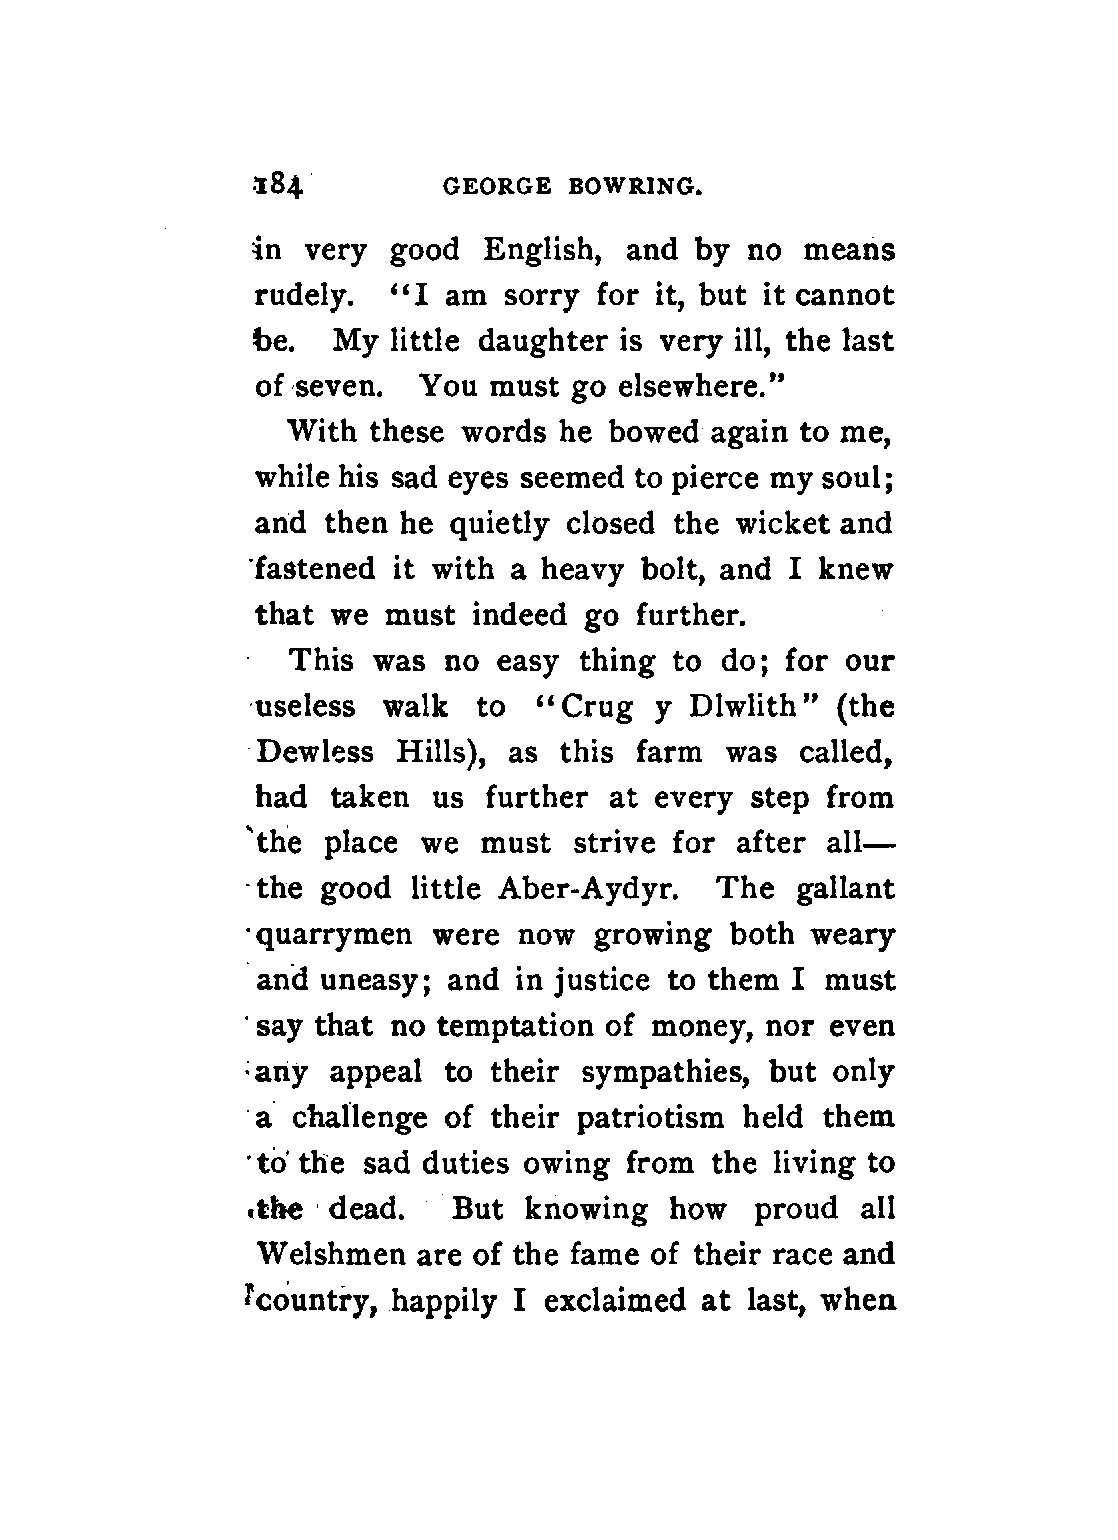 184 GEORGE BOWRING.
in very good English, and by no means
rudely. "I am sorry for it, but it cannot
be. My little daughter is very ill, the last
of seven. You must go elsewhere."
With these words he bowed again to me,
while his sad eyes seemed to pierce my soul;
and then he quietly closed the wicket and
fastened it with a heavy bolt, and I knew
that we must indeed go further.
This was no easy thing to do; for our
useless walk to "Crug y Dlwlith" (the
Dewless Hills), as this farm was called,
had taken us further at every step from
the place we must strive for after all—
the good little Aber-Aydyr. The gallant
quarrymen were now growing both weary
and uneasy; and in justice to them I must
say that no temptation of money, nor even
any appeal to their sympathies, but only
a challenge of their patriotism held them
to the sad duties owing from the living to
the dead. But knowing how proud all
Welshmen are of the fame of their race and
country, happily I exclaimed at last, when